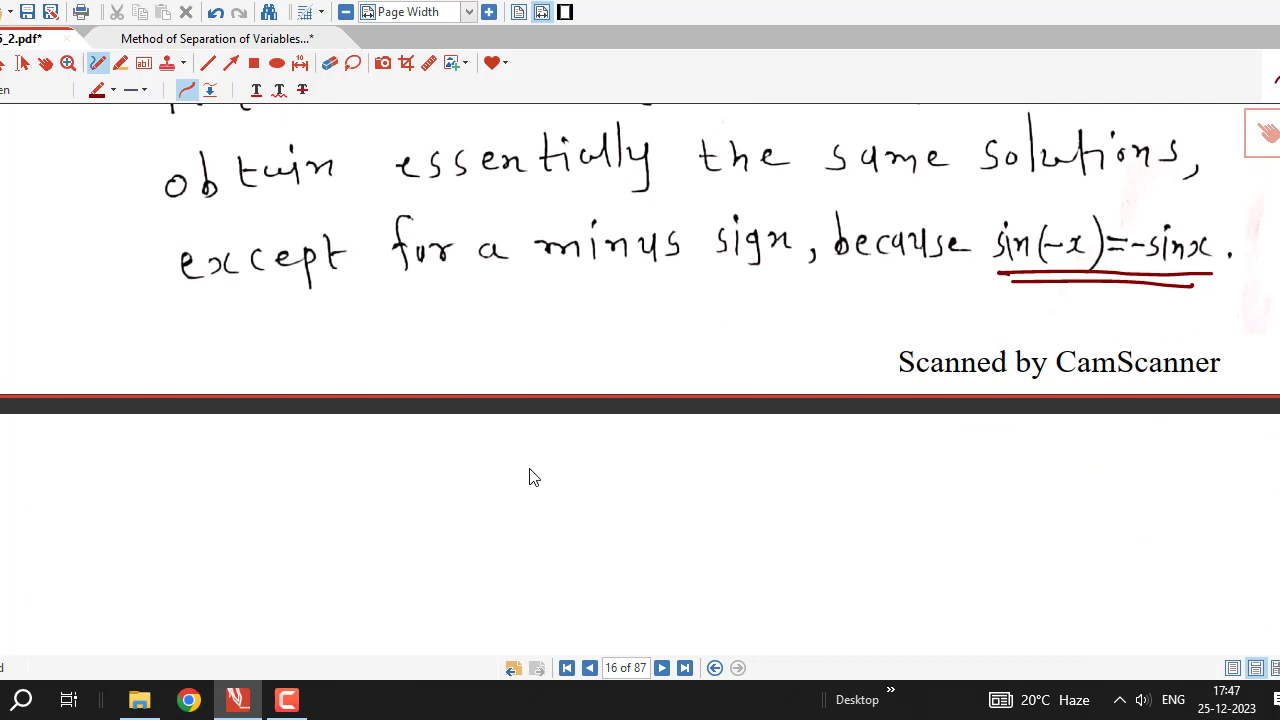 Page Width
5_2.pdf*
Method of Separation of Variables...*
obtain essentially the same solutions,
except for a minus sign, because sin(-x)=-sinx.
Scanned by CamScanner
16 of 87
Desktop
20°C Haze
ENG
17:47
25-12-2023